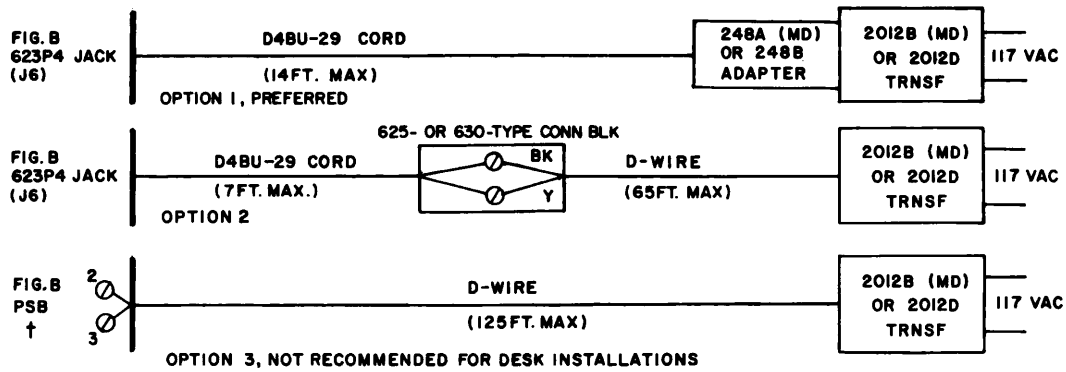 FIG. B
623P4 JACK
(J6)
D4BU-29 CORD
(14FT. MAX)
OPTION 1, PREFERRED
248A (MD)
OR 248B
ADAPTER
2012B (MD)
OR 2012D
TRNSF
117 VAC
FIG. B
623P4 JACK
(J6)
D4BU-29 CORD
(7FT. MAX.)
OPTION 2
625- OR 630-TYPE CONN BLK
BK
Y
D-WIRE
(65FT. MAX)
2012B (MD)
OR 2012D
TRNSF
117 VAC
FIG. B
PSB
†
2
3
D-WIRE
(125FT. MAX)
OPTION 3, NOT RECOMMENDED FOR DESK INSTALLATIONS
2012B (MD)
OR 2012D
TRNSF
117 VAC